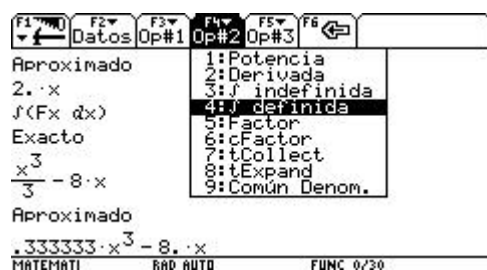 F1 F2▾ Datos F3▾ Op#1 F4▾ Op#2 F5▾ Op#3 F6
Aproximado
2.·x
∫(Fx dx)
Exacto
x³/3 − 8·x
Aproximado
.333333·x³ − 8.·x
1:Potencia
2:Derivada
3:∫ indefinida
4:∫ definida
5:Factor
6:cFactor
7:tCollect
8:tExpand
9:Común Denom.
MATEMATI RAD AUTO FUNC 0/30